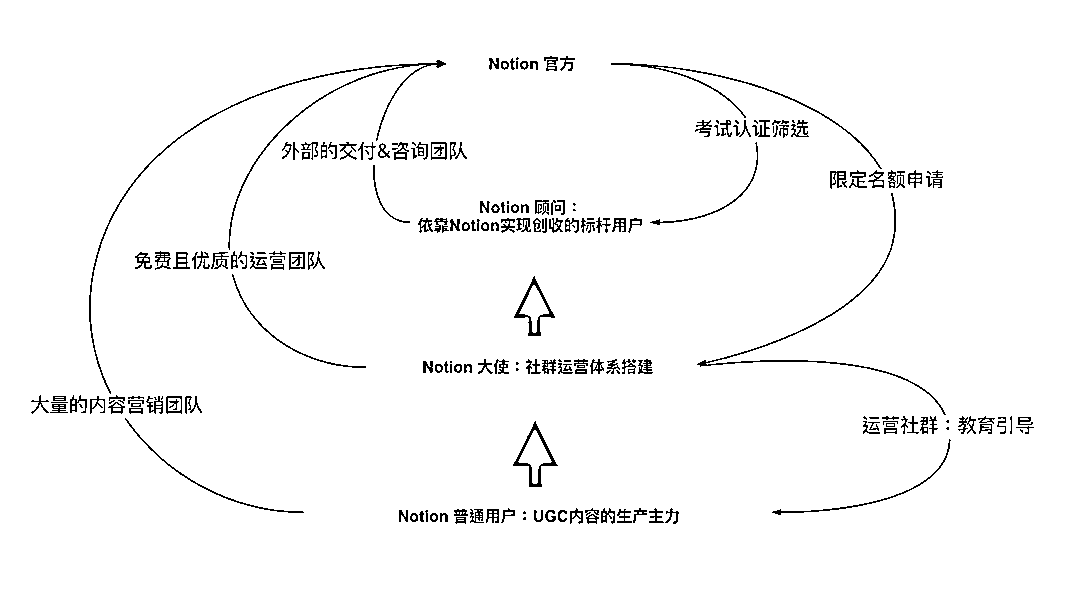 Notion 官方
考试认证筛选
外部的交付&咨询团队
限定名额申请
Notion 顾问：
依靠Notion实现创收的标杆用户
免费且优质的运营团队
Notion 大使：社群运营体系搭建
大量的内容营销团队
运营社群：教育引导
Notion 普通用户：UGC内容的生产主力